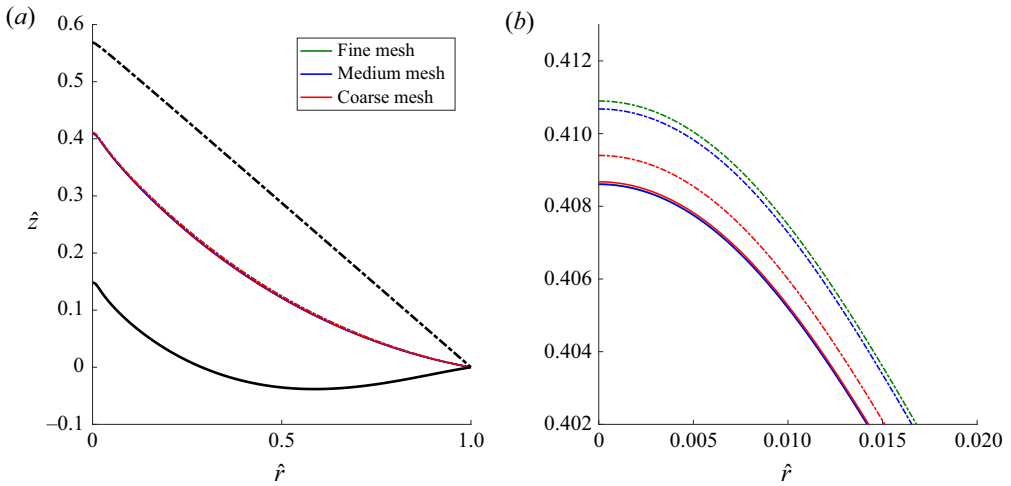 (a)
0.6
0.5
0.4
0.3
0.2
0.1
0
–0.1
ẑ
0
0.5
1.0
r̂
Fine mesh
Medium mesh
Coarse mesh
(b)
0.412
0.410
0.408
0.406
0.404
0.402
0
0.005
0.010
0.015
0.020
r̂